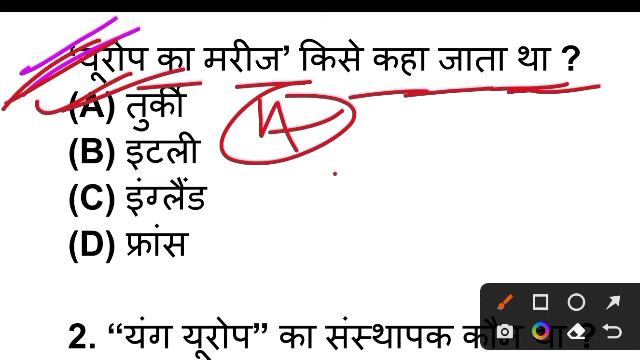 'यूरोप का मरीज' किसे कहा जाता था ?
(A) तुर्की
A
(B) इटली
(C) इंग्लैंड
(D) फ्रांस
2. “यंग यूरोप” का संस्थापक कौन था ?